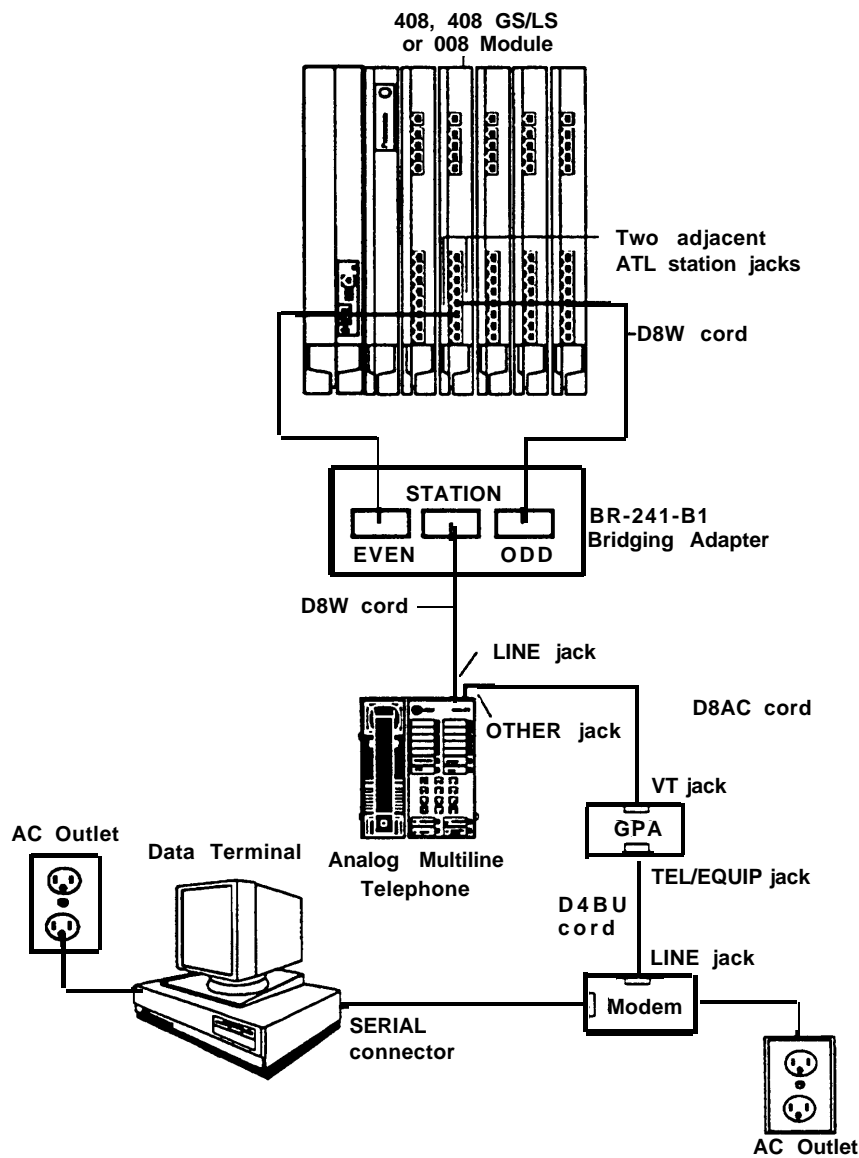 408, 408 GS/LS
or 008 Module
Two adjacent
ATL station jacks
D8W cord
STATION
EVEN
ODD
BR-241-B1
Bridging Adapter
D8W cord
LINE jack
OTHER jack
D8AC cord
VT jack
GPA
TEL/EQUIP jack
Analog Multiline
Telephone
AC Outlet
Data Terminal
D4BU
cord
LINE jack
Modem
SERIAL
connector
AC Outlet